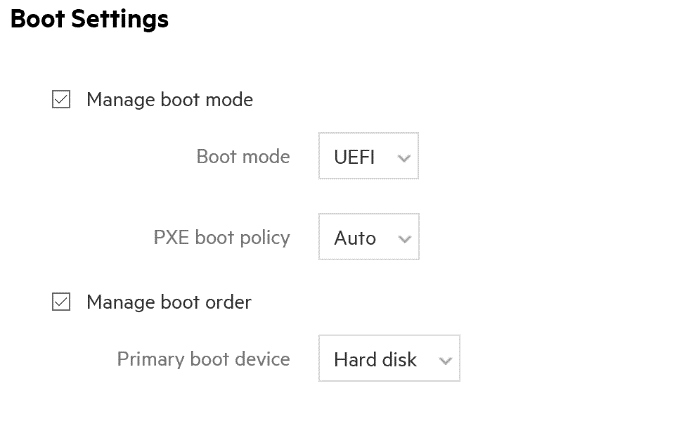 Boot Settings
Manage boot mode
Boot mode UEFI
PXE boot policy Auto
Manage boot order
Primary boot device Hard disk